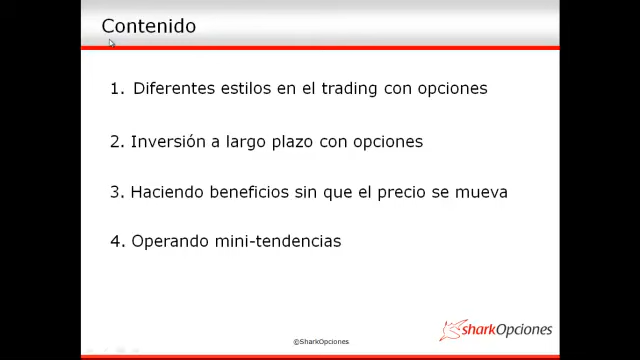 Contenido
1. Diferentes estilos en el trading con opciones
2. Inversión a largo plazo con opciones
3. Haciendo beneficios sin que el precio se mueva
4. Operando mini-tendencias
sharkOpciones
©SharkOpciones